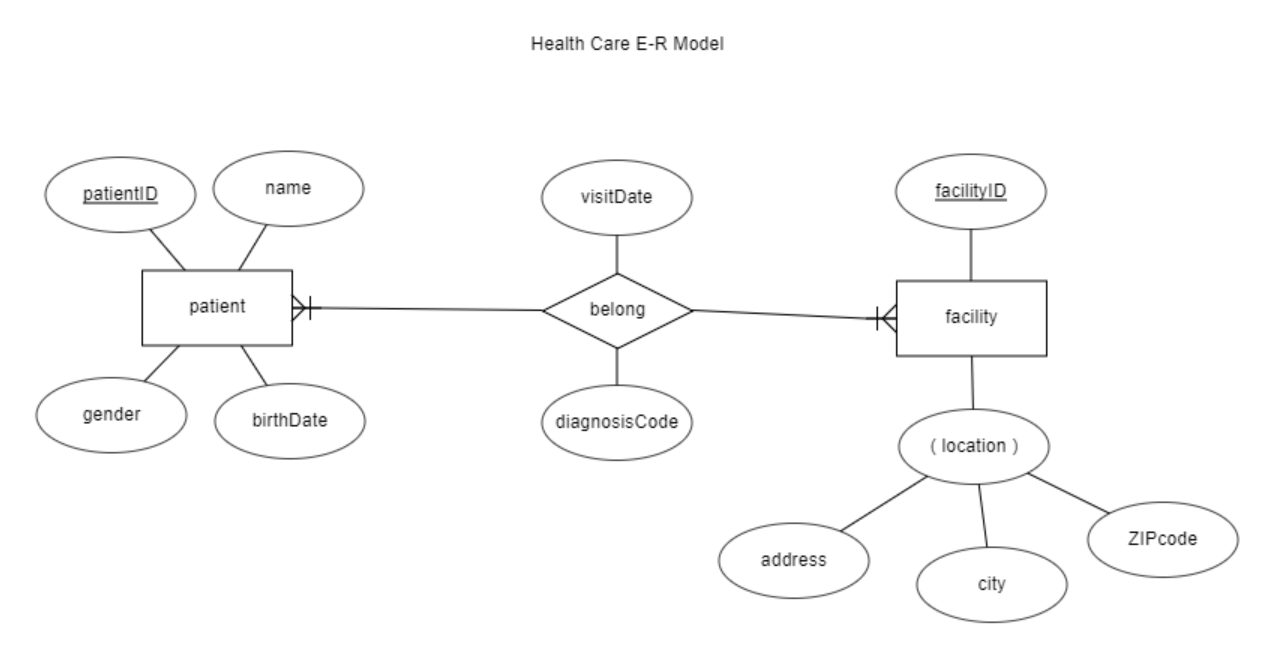 Health Care E-R Model
patientID
name
visitDate
facilityID
patient
belong
facility
gender
birthDate
diagnosisCode
( location )
address
city
ZIPcode